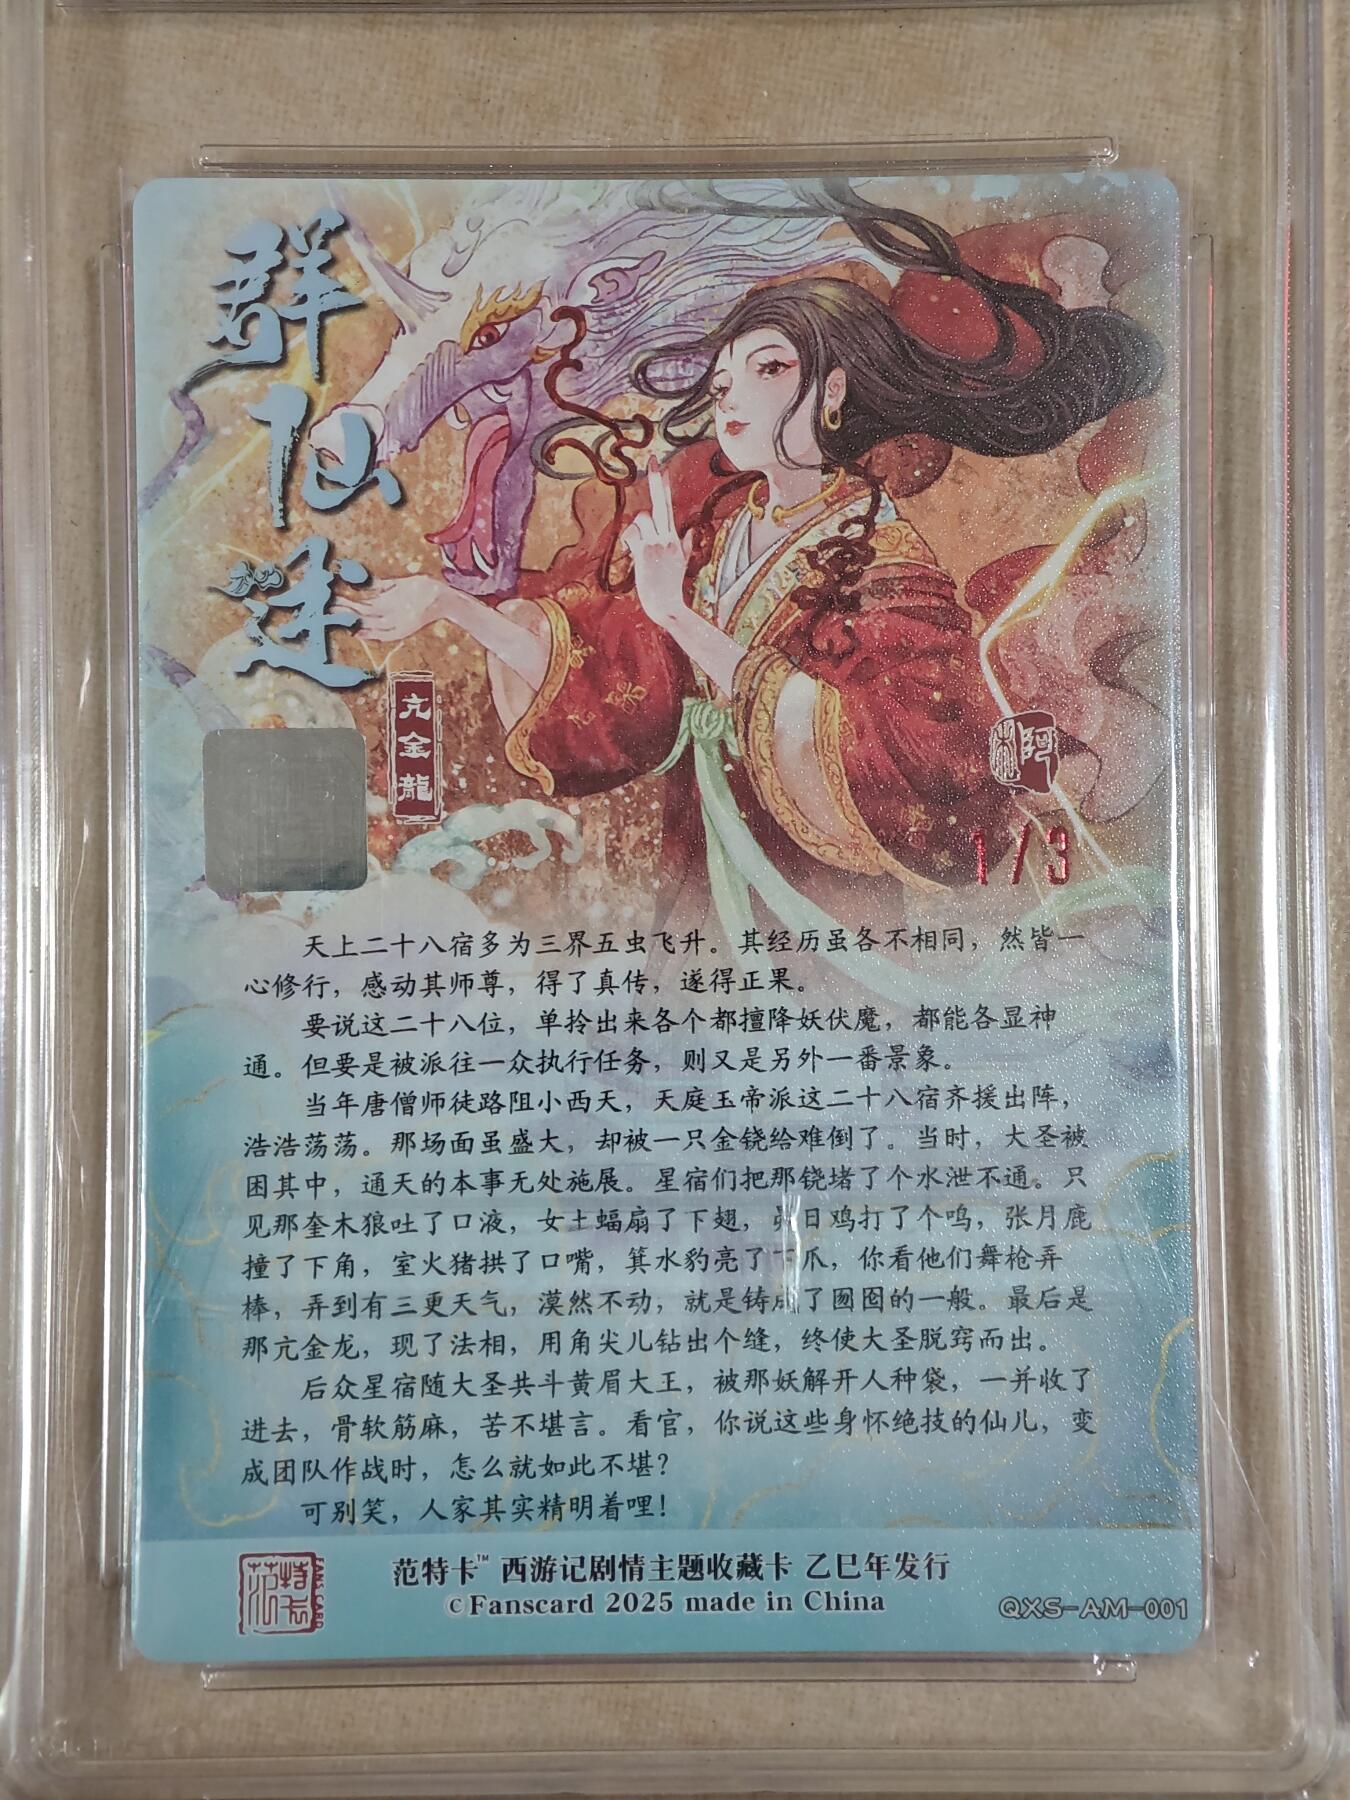 群仙迷
亢金龍
阿
1/3
天上二十八宿多为三界五虫飞升。其经历虽各不相同，然皆一
心修行，感动其师尊，得了真传，遂得正果。
要说这二十八位，单拎出来各个都擅降妖伏魔，都能各显神
通。但要是被派往一众执行任务，则又是另外一番景象。
当年唐僧师徒路阻小西天，天庭玉帝派这二十八宿齐援出阵，
浩浩荡荡。那场面虽盛大，却被一只金铙给难倒了。当时，大圣被
困其中，通天的本事无处施展。星宿们把那铙堵了个水泄不通。只
见那奎木狼吐了口液，女土蝠扇了下翅，昴日鸡打了个鸣，张月鹿
撞了下角，室火猪拱了口嘴，箕水豹亮了下爪，你看他们舞枪弄
棒，弄到有三更天气，漠然不动，就是铸成了囫囵的一般。最后是
那亢金龙，现了法相，用角尖儿钻出个缝，终使大圣脱窍而出。
后众星宿随大圣共斗黄眉大王，被那妖解开人种袋，一并收了
进去，骨软筋麻，苦不堪言。看官，你说这些身怀绝技的仙儿，变
成团队作战时，怎么就如此不堪？
可别笑，人家其实精明着哩！
范特卡
FANS CARD
范特卡™ 西游记剧情主题收藏卡 乙巳年发行
©Fanscard 2025 made in China
QXS-AM-001